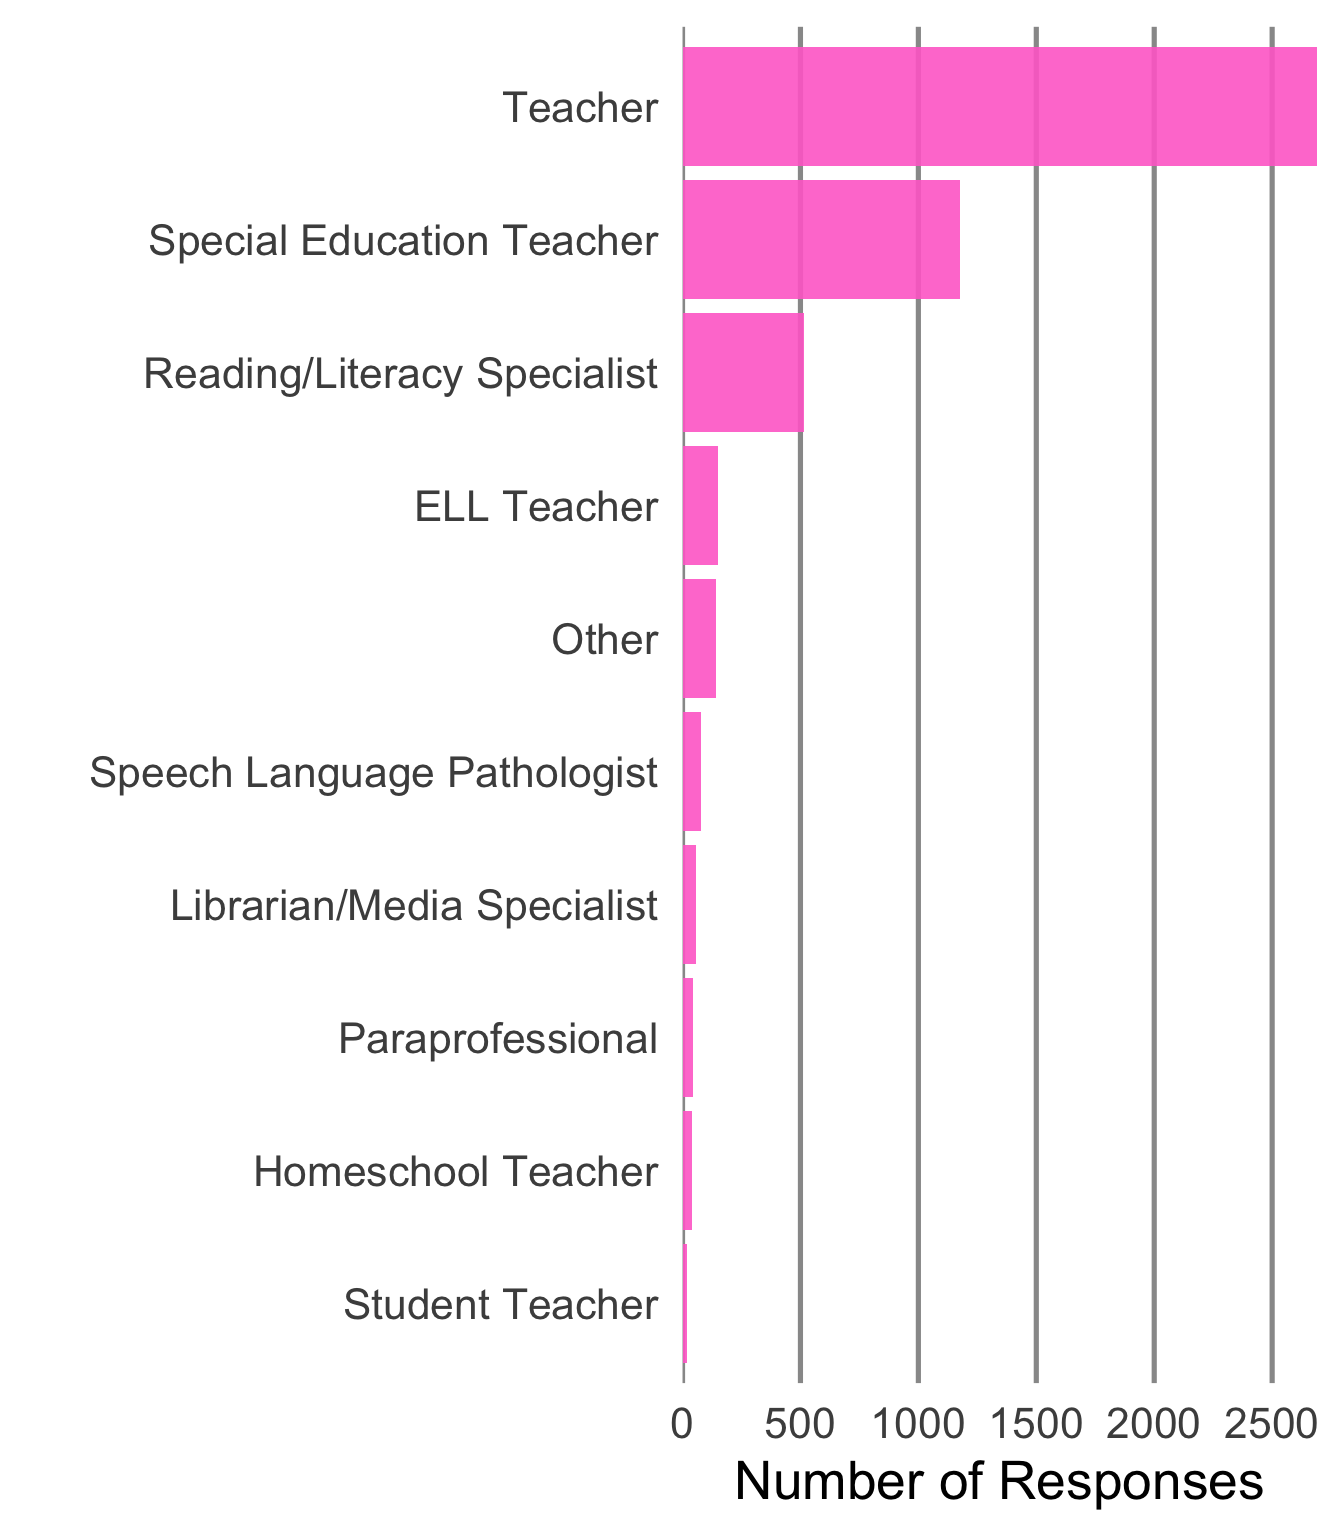 Teacher
Special Education Teacher
Reading/Literacy Specialist
ELL Teacher
Other
Speech Language Pathologist
Librarian/Media Specialist
Paraprofessional
Homeschool Teacher
Student Teacher
0 500 1000 1500 2000 2500
Number of Responses